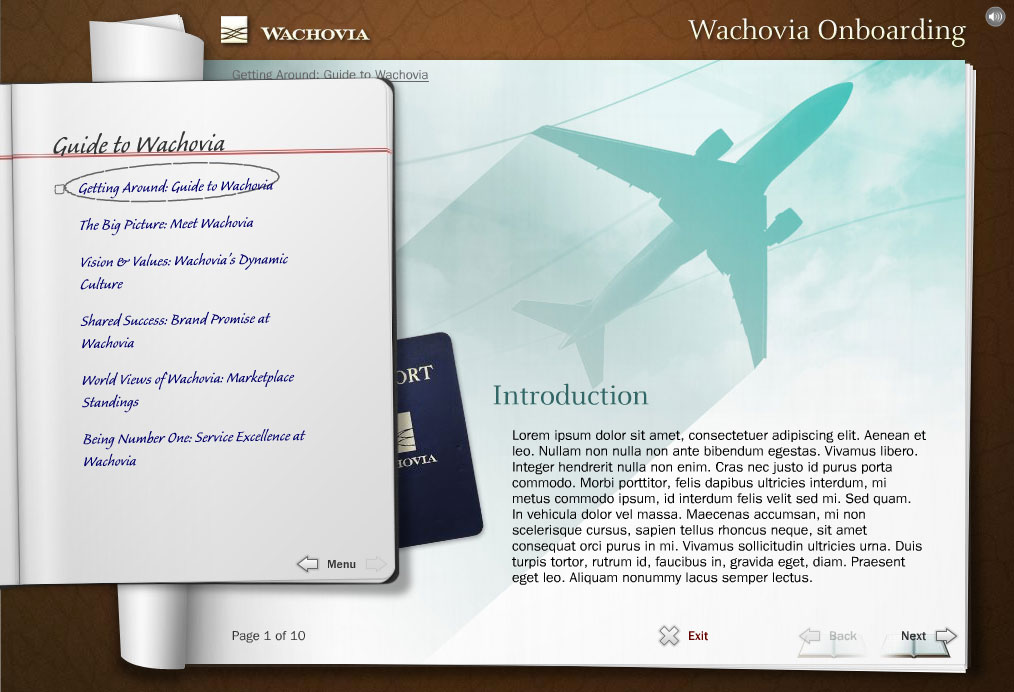 WACHOVIA
Wachovia Onboarding
Getting Around: Guide to Wachovia
Guide to Wachovia
Getting Around: Guide to Wachovia
The Big Picture: Meet Wachovia
Vision & Values: Wachovia's Dynamic
Culture
Shared Success: Brand Promise at
Wachovia
World Views of Wachovia: Marketplace
Standings
Being Number One: Service Excellence at
Wachovia
Menu
ORT
HOVIA
Introduction
Lorem ipsum dolor sit amet, consectetuer adipiscing elit. Aenean et
leo. Nullam non nulla non ante bibendum egestas. Vivamus libero.
Integer hendrerit nulla non enim. Cras nec justo id purus porta
commodo. Morbi porttitor, felis dapibus ultricies interdum, mi
metus commodo ipsum, id interdum felis velit sed mi. Sed quam.
In vehicula dolor vel massa. Maecenas accumsan, mi non
scelerisque cursus, sapien tellus rhoncus neque, sit amet
consequat orci purus in mi. Vivamus sollicitudin ultricies urna. Duis
turpis tortor, rutrum id, faucibus in, gravida eget, diam. Praesent
eget leo. Aliquam nonummy lacus semper lectus.
Page 1 of 10
Exit
Back
Next